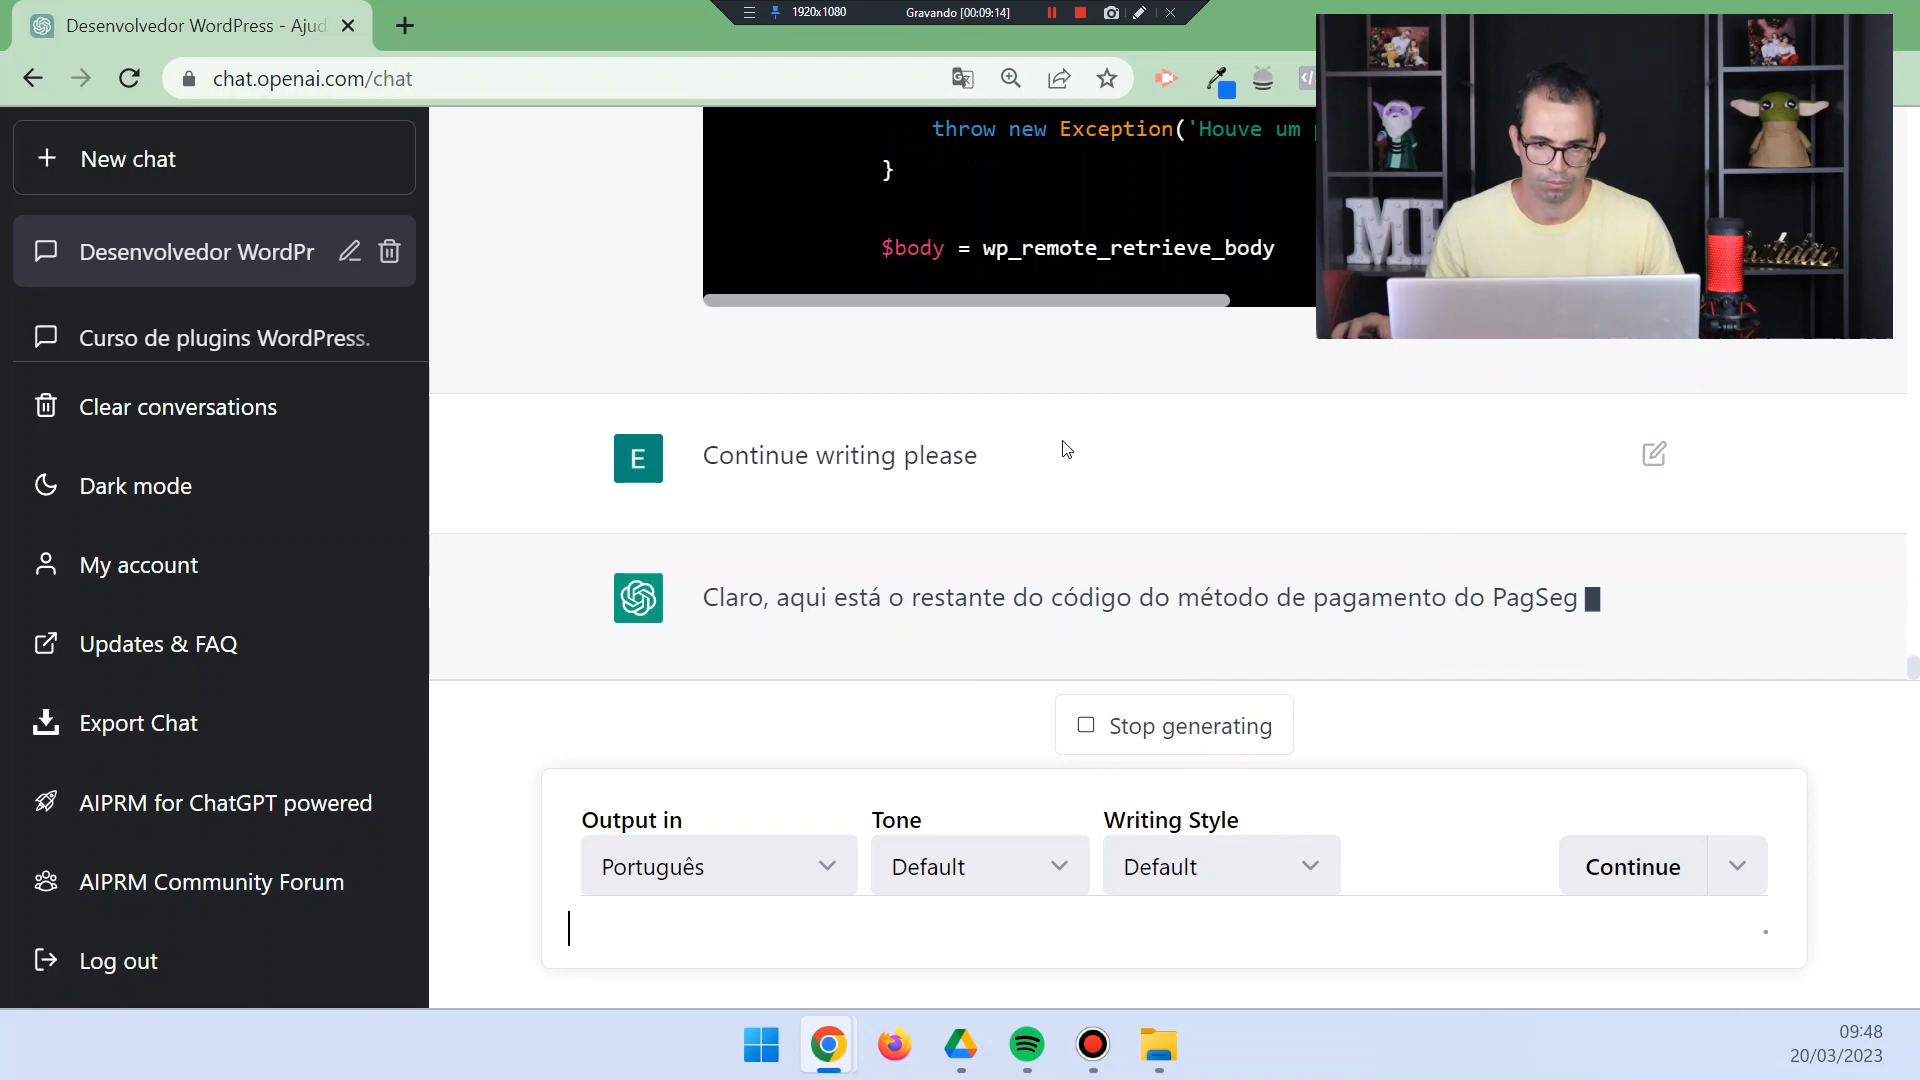 Desenvolvedor WordPress - Ajud
1920x1080
Gravando [00:09:14]
chat.openai.com/chat
New chat
Desenvolvedor WordPr
Curso de plugins WordPress.
Clear conversations
Dark mode
My account
Updates & FAQ
Export Chat
AIPRM for ChatGPT powered
AIPRM Community Forum
Log out
throw new Exception('Houve um
}
$body = wp_remote_retrieve_body
E
Continue writing please
Claro, aqui está o restante do código do método de pagamento do PagSeg
Stop generating
Output in
Tone
Writing Style
Português
Default
Default
Continue
09:48
20/03/2023